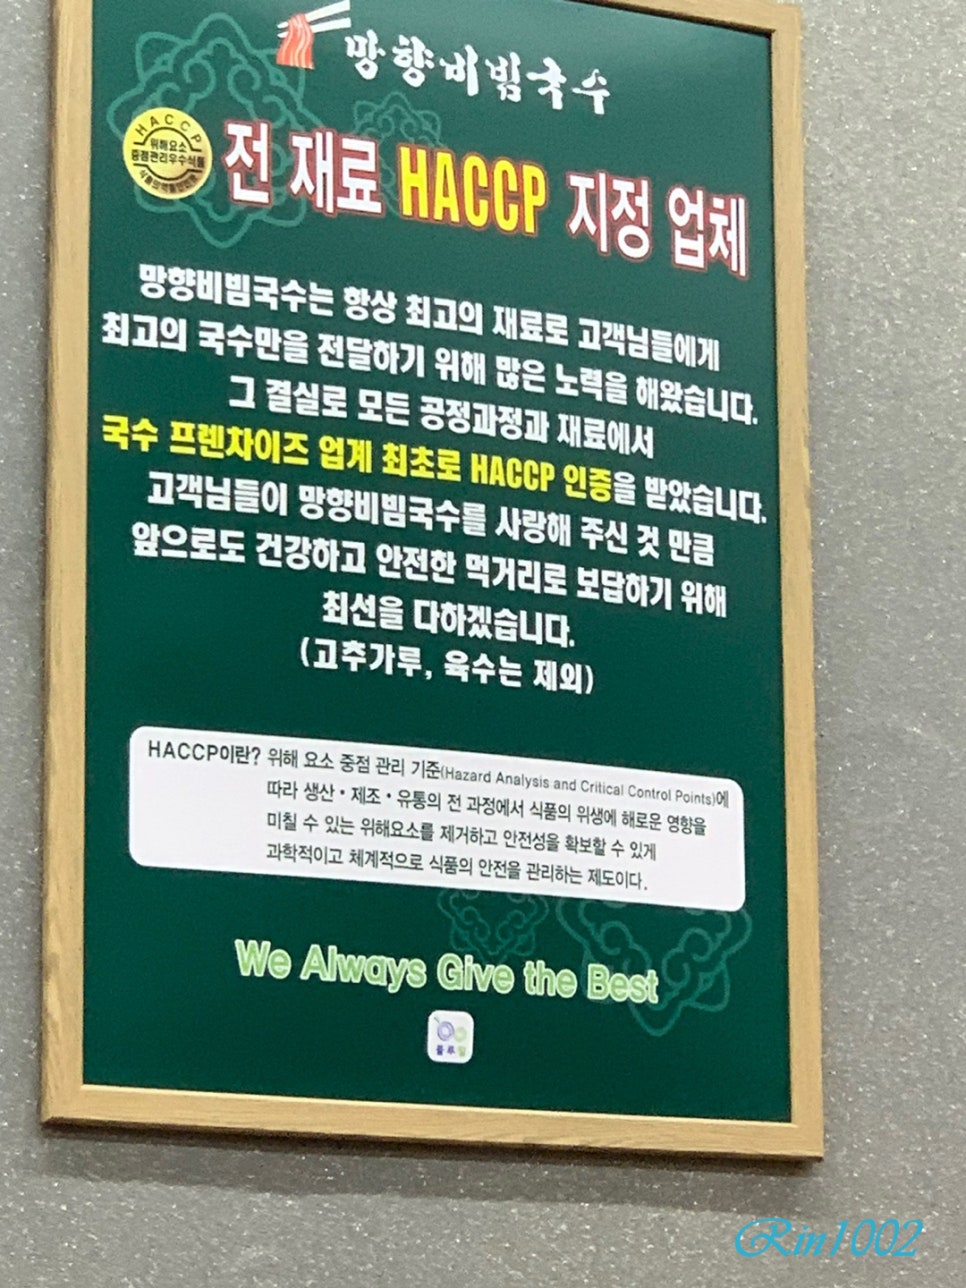 망향비빔국수
HACCP
위해요소
중점관리우수식품
전 재료 HACCP 지정 업체
망향비빔국수는 항상 최고의 재료로 고객님들에게
최고의 국수만을 전달하기 위해 많은 노력을 해왔습니다.
그 결실로 모든 공정과정과 재료에서
국수 프렌차이즈 업계 최초로 HACCP 인증을 받았습니다.
고객님들이 망향비빔국수를 사랑해 주신 것 만큼
앞으로도 건강하고 안전한 먹거리로 보답하기 위해
최선을 다하겠습니다.
(고추가루, 육수는 제외)
HACCP이란? 위해 요소 중점 관리 기준(Hazard Analysis and Critical Control Points)에
따라 생산·제조·유통의 전 과정에서 식품의 위생에 해로운 영향을
미칠 수 있는 위해요소를 제거하고 안전성을 확보할 수 있게
과학적이고 체계적으로 식품의 안전을 관리하는 제도이다.
We Always Give the Best
Rin1002